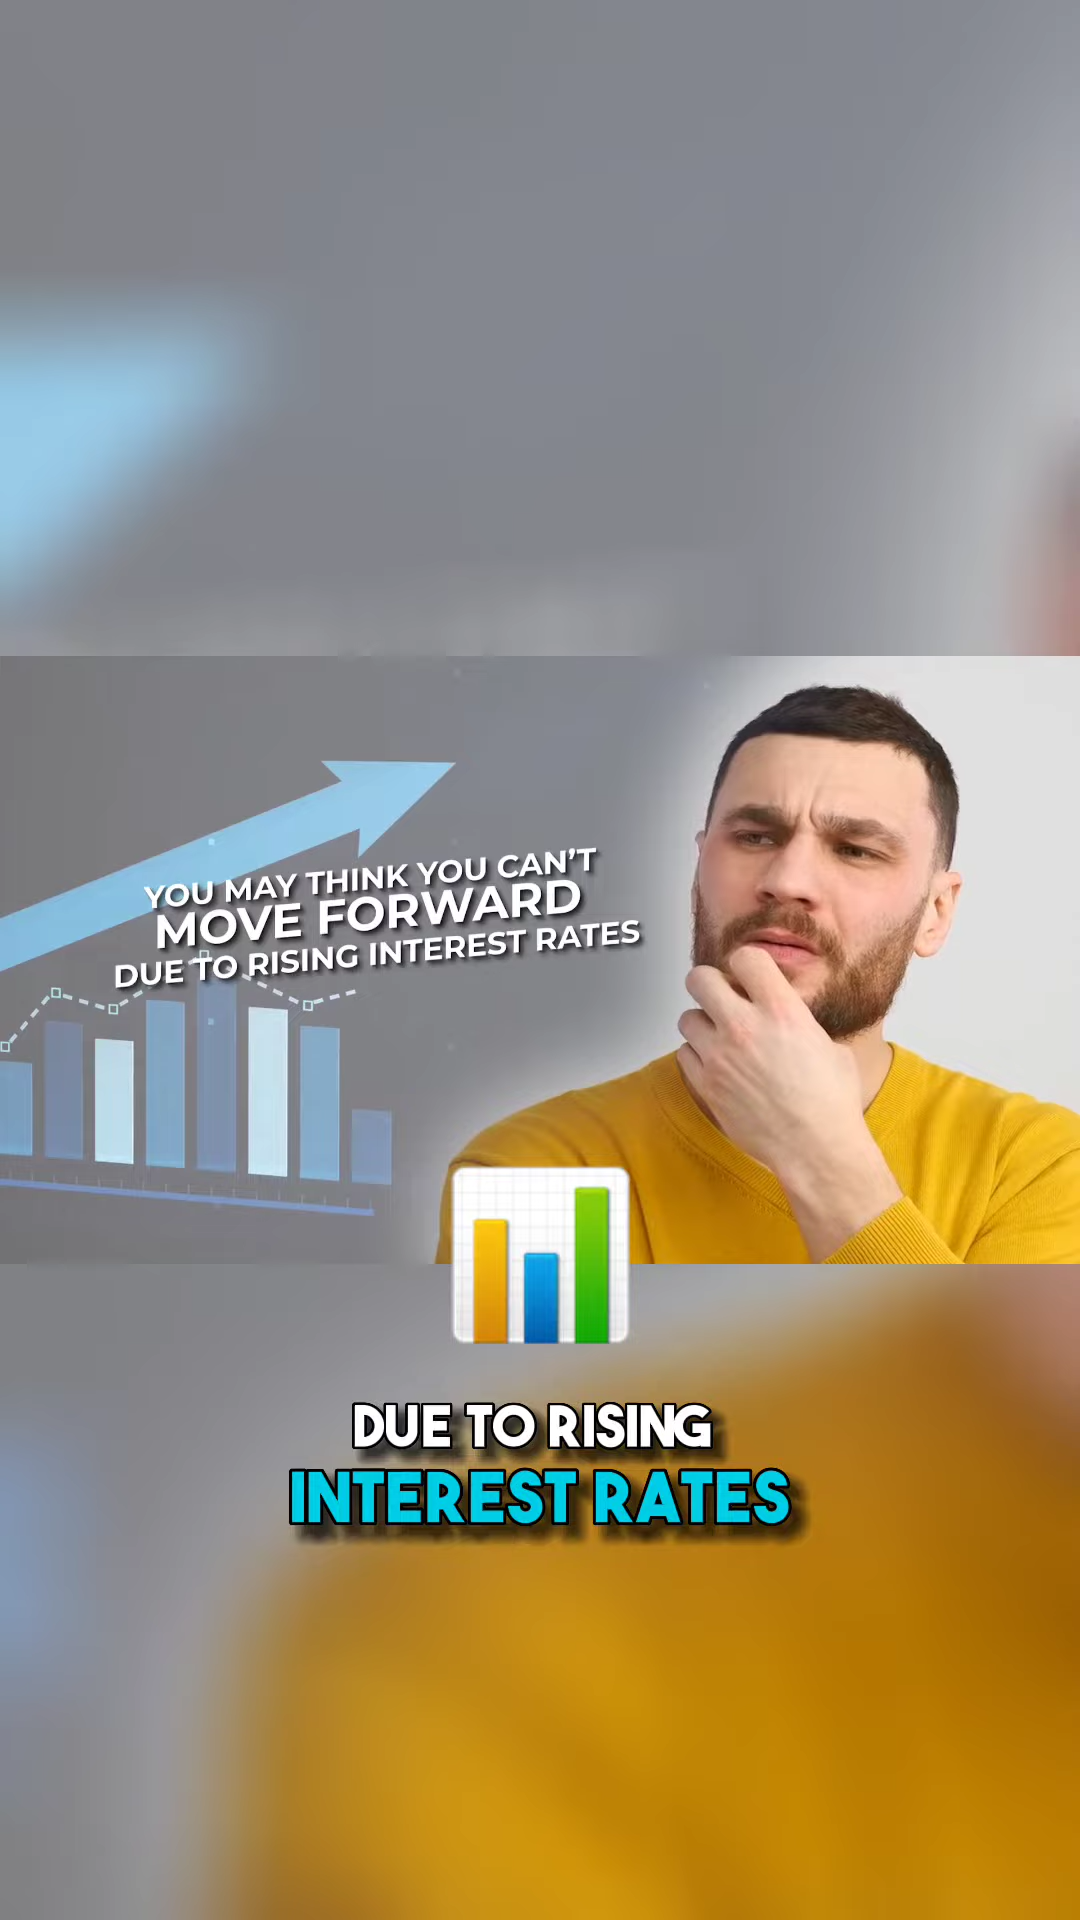 YOU MAY THINK YOU CAN’T
MOVE FORWARD
DUE TO RISING INTEREST RATES
DUE TO RISING
INTEREST RATES